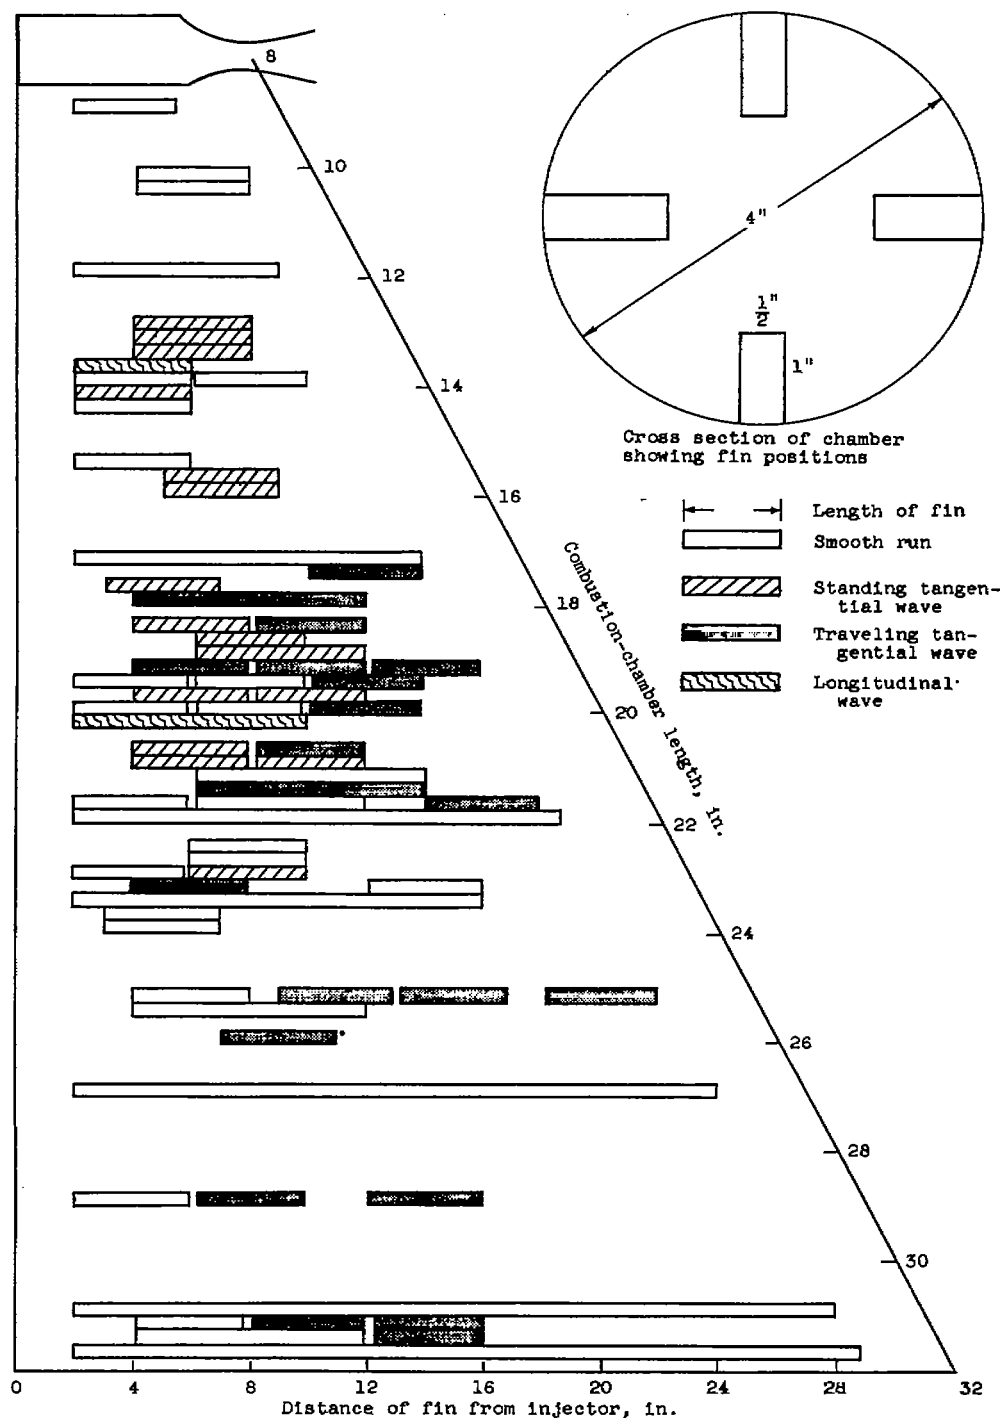 8
10
12
14
16
18
20
22
24
26
28
30
Combustion-chamber length, in.
4"
1"
2
1"
Cross section of chamber
showing fin positions
Length of fin
Smooth run
Standing tangen-
tial wave
Traveling tan-
gential wave
Longitudinal
wave
0 4 8 12 16 20 24 28 32
Distance of fin from injector, in.